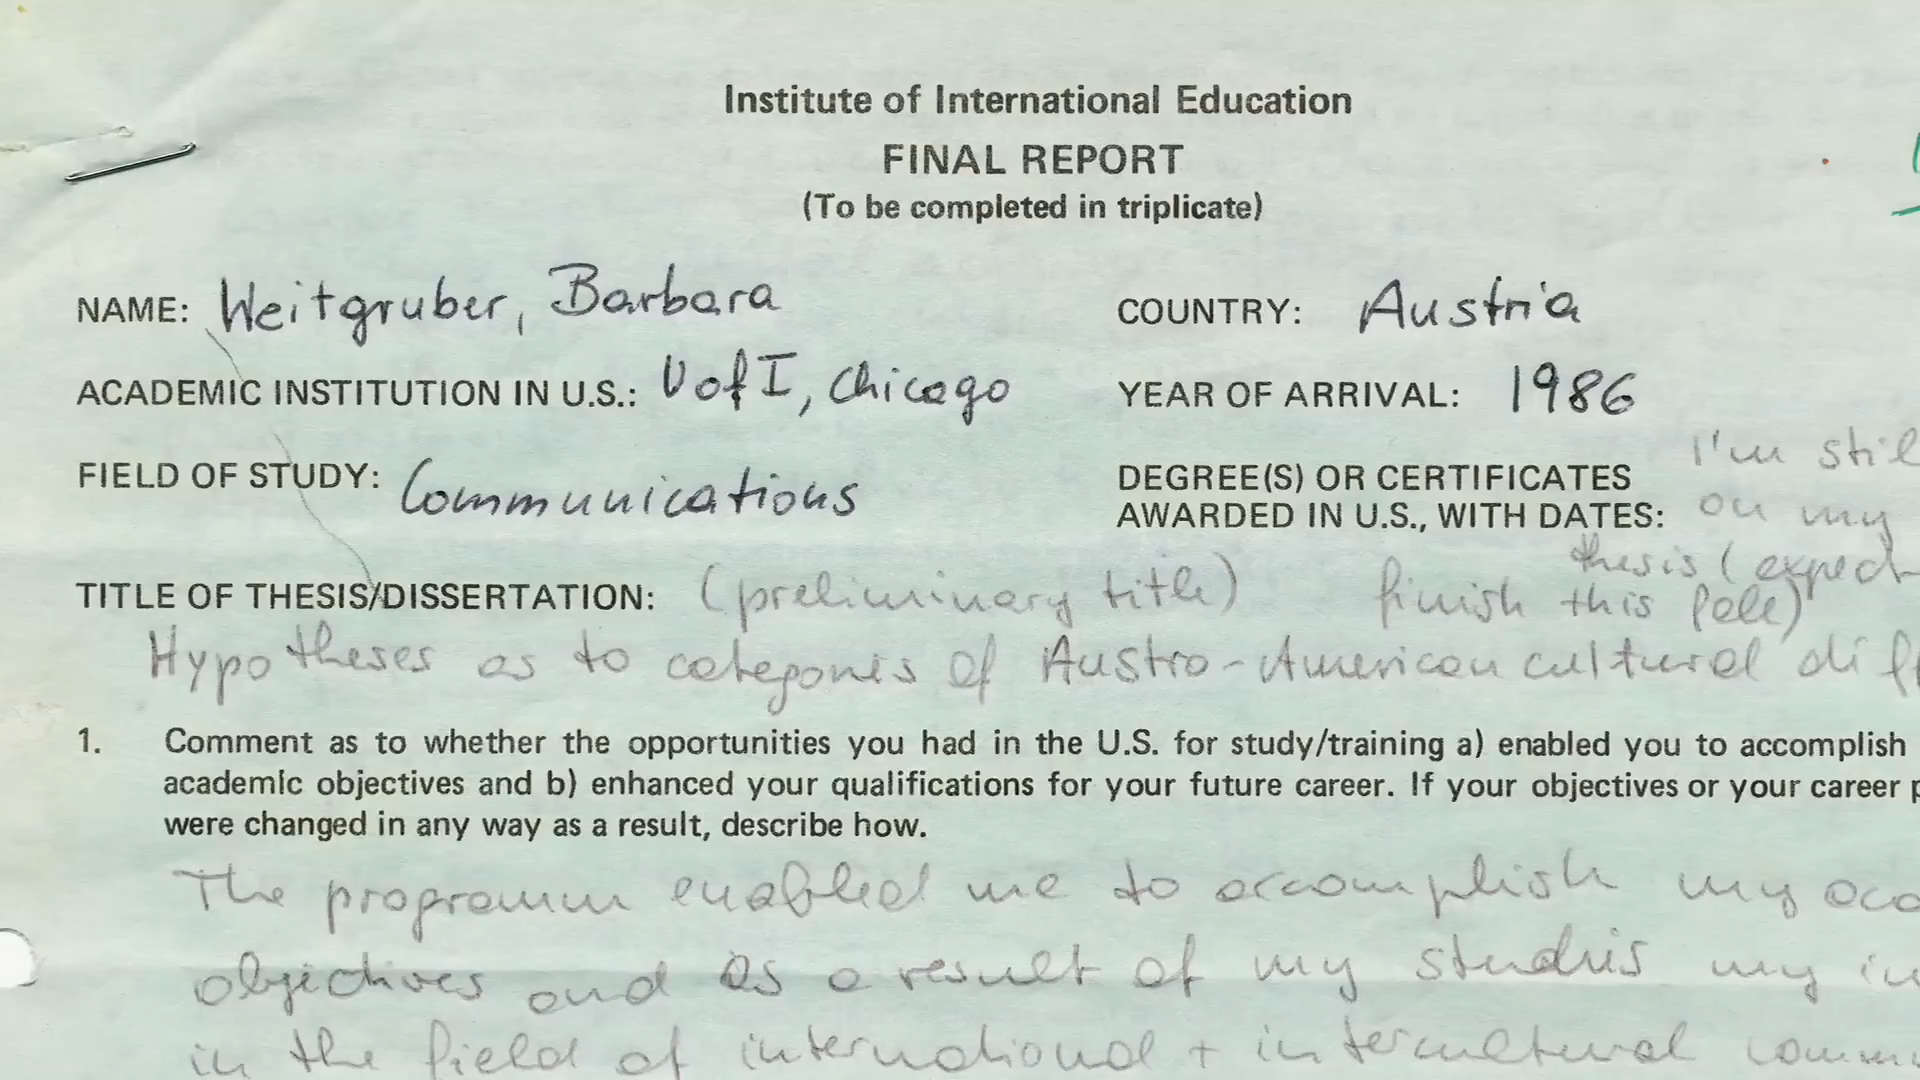 Institute of International Education
FINAL REPORT
(To be completed in triplicate)
NAME: Weitgruber, Barbara
COUNTRY: Austria
ACADEMIC INSTITUTION IN U.S.: U of I, Chicago
YEAR OF ARRIVAL: 1986
FIELD OF STUDY: Communications
DEGREE(S) OR CERTIFICATES
AWARDED IN U.S., WITH DATES:
I'm stil
on my
thesis (expect
finish this
TITLE OF THESIS/DISSERTATION: (preliminary title)
Hypotheses as to categories of Austro-American cultural diff
1. Comment as to whether the opportunities you had in the U.S. for study/training a) enabled you to accomplish
academic objectives and b) enhanced your qualifications for your future career. If your objectives or your career p
were changed in any way as a result, describe how.
The programm enabled me to accomplish my aca
objectives and as a result of my studies my in
in the field of international + intercultural comm